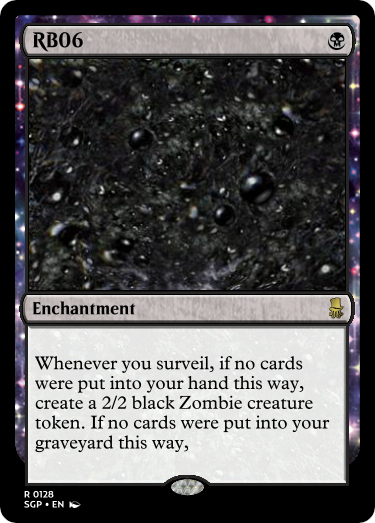 RB06
Enchantment
Whenever you surveil, if no cards
were put into your hand this way,
create a 2/2 black Zombie creature
token. If no cards were put into your
graveyard this way,
R 0128
SGP • EN